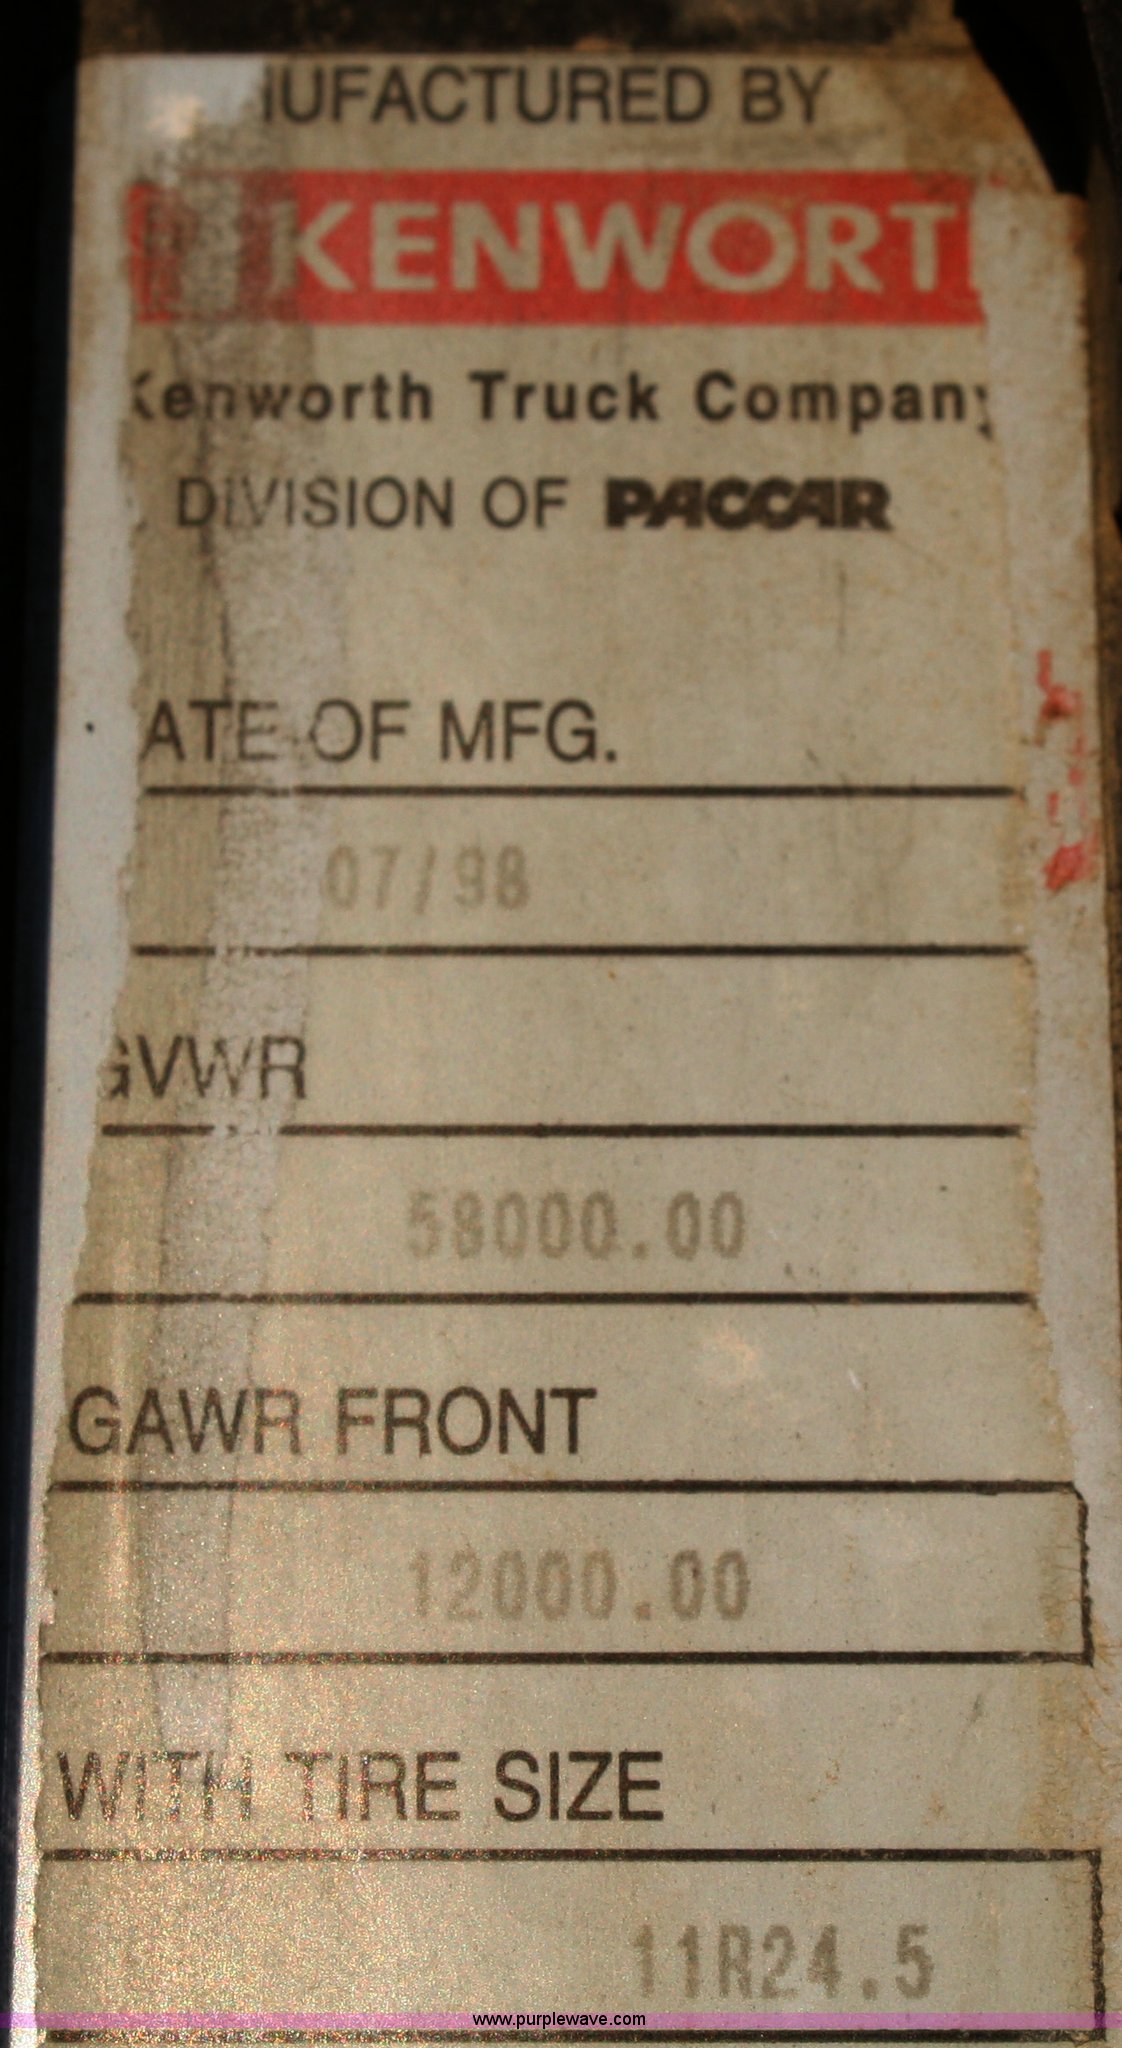 NUFACTURED BY
KENWORT
Kenworth Truck Company
DIVISION OF PACCAR
ATE OF MFG.
07/98
GVWR
58000.00
GAWR FRONT
12000.00
WITH TIRE SIZE
11R24.5
www.purplewave.com